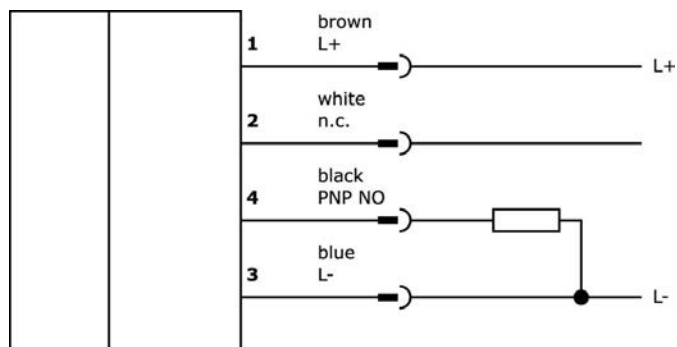 brown
1 L+ L+
white
2 n.c.
black
4 PNP NO
blue
3 L- L-